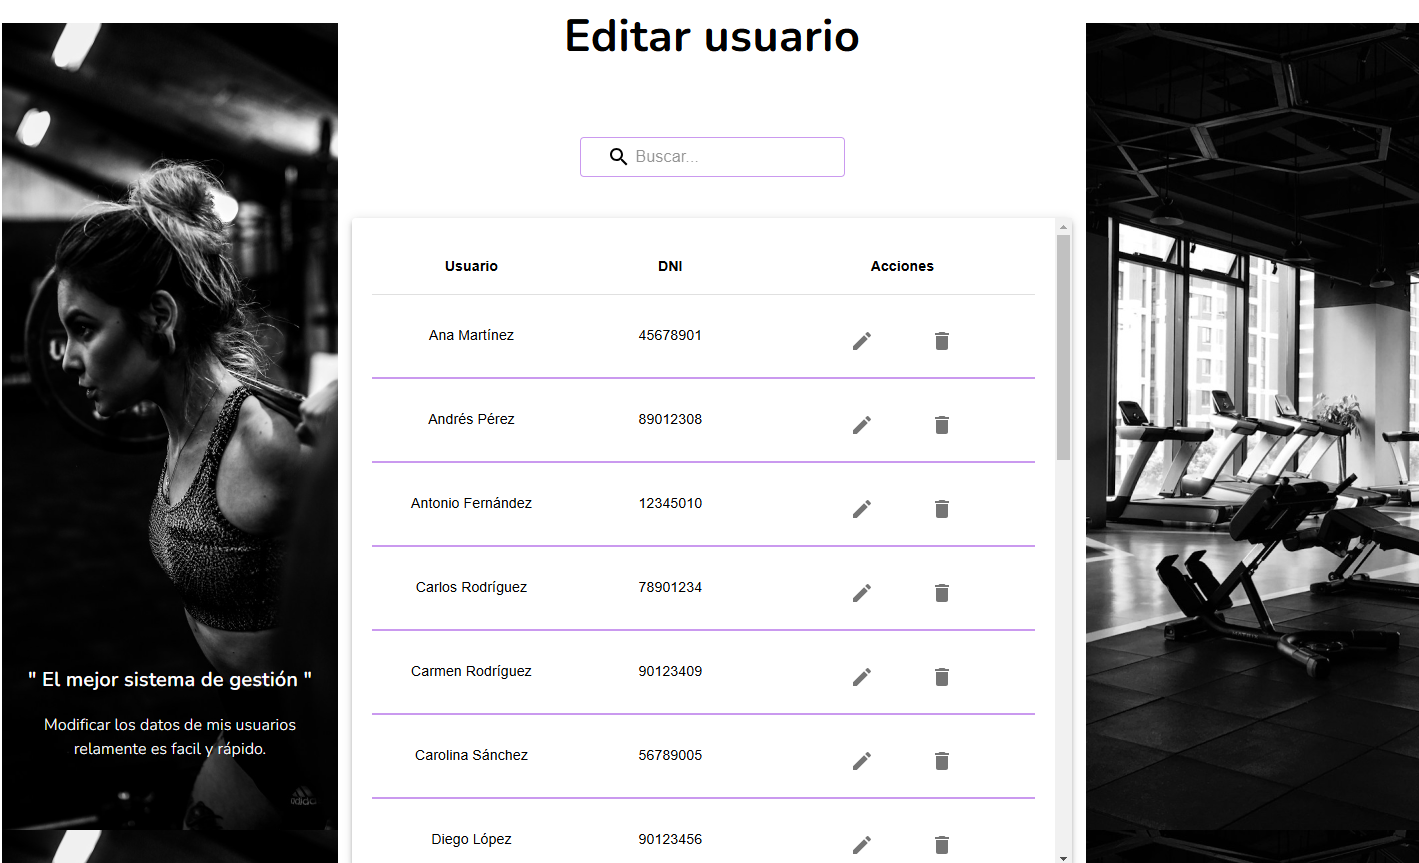 Editar usuario
Buscar...
Usuario DNI Acciones
Ana Martínez 45678901
Andrés Pérez 89012308
Antonio Fernández 12345010
Carlos Rodríguez 78901234
Carmen Rodríguez 90123409
Carolina Sánchez 56789005
Diego López 90123456
" El mejor sistema de gestión "
Modificar los datos de mis usuarios
relamente es facil y rápido.
adidas